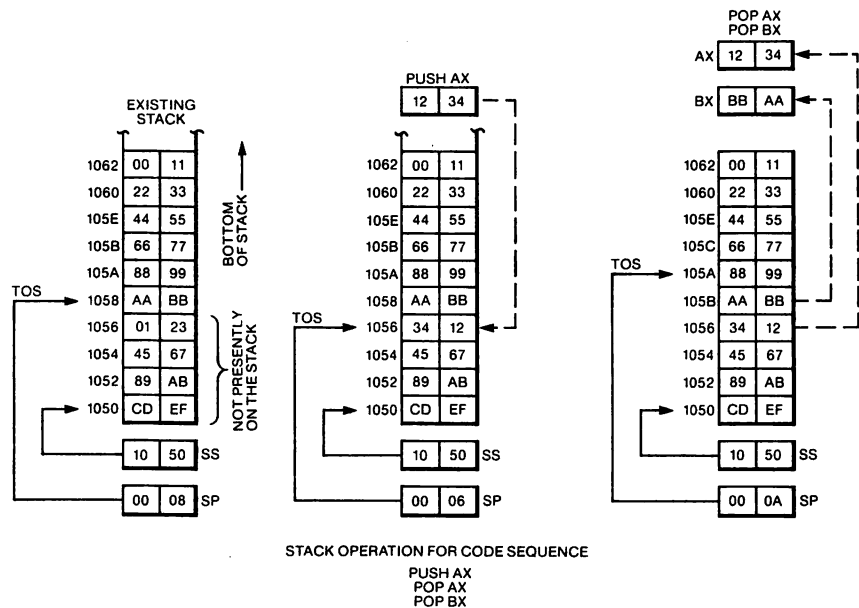 EXISTING
STACK
BOTTOM
OF STACK
1062 00 11
1060 22 33
105E 44 55
105B 66 77
105A 88 99
TOS
1058 AA BB
1056 01 23
1054 45 67
1052 89 AB
1050 CD EF
NOT PRESENTLY
ON THE STACK
10 50 SS
00 08 SP
PUSH AX
12 34
1062 00 11
1060 22 33
105E 44 55
105B 66 77
105A 88 99
1058 AA BB
TOS
1056 34 12
1054 45 67
1052 89 AB
1050 CD EF
10 50 SS
00 06 SP
POP AX
POP BX
AX 12 34
BX BB AA
1062 00 11
1060 22 33
105E 44 55
105C 66 77
TOS
105A 88 99
105B AA BB
1056 34 12
1054 45 67
1052 89 AB
1050 CD EF
10 50 SS
00 0A SP
STACK OPERATION FOR CODE SEQUENCE
PUSH AX
POP AX
POP BX